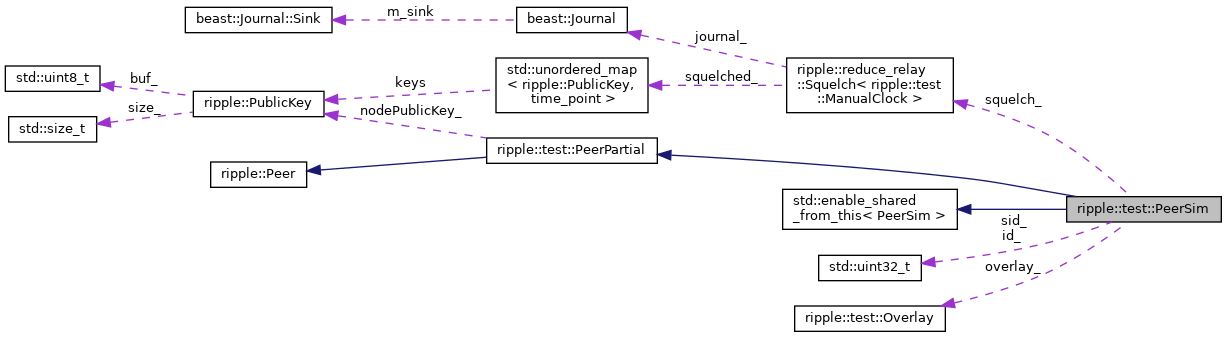 beast::Journal::Sink
m_sink
beast::Journal
journal_
std::uint8_t
buf_
size_
std::size_t
ripple::PublicKey
keys
nodePublicKey_
std::unordered_map
< ripple::PublicKey,
time_point >
squelched_
ripple::reduce_relay
::Squelch< ripple::test
::ManualClock >
squelch_
ripple::test::PeerPartial
ripple::Peer
std::enable_shared
_from_this< PeerSim >
ripple::test::PeerSim
sid_
id_
std::uint32_t
overlay_
ripple::test::Overlay